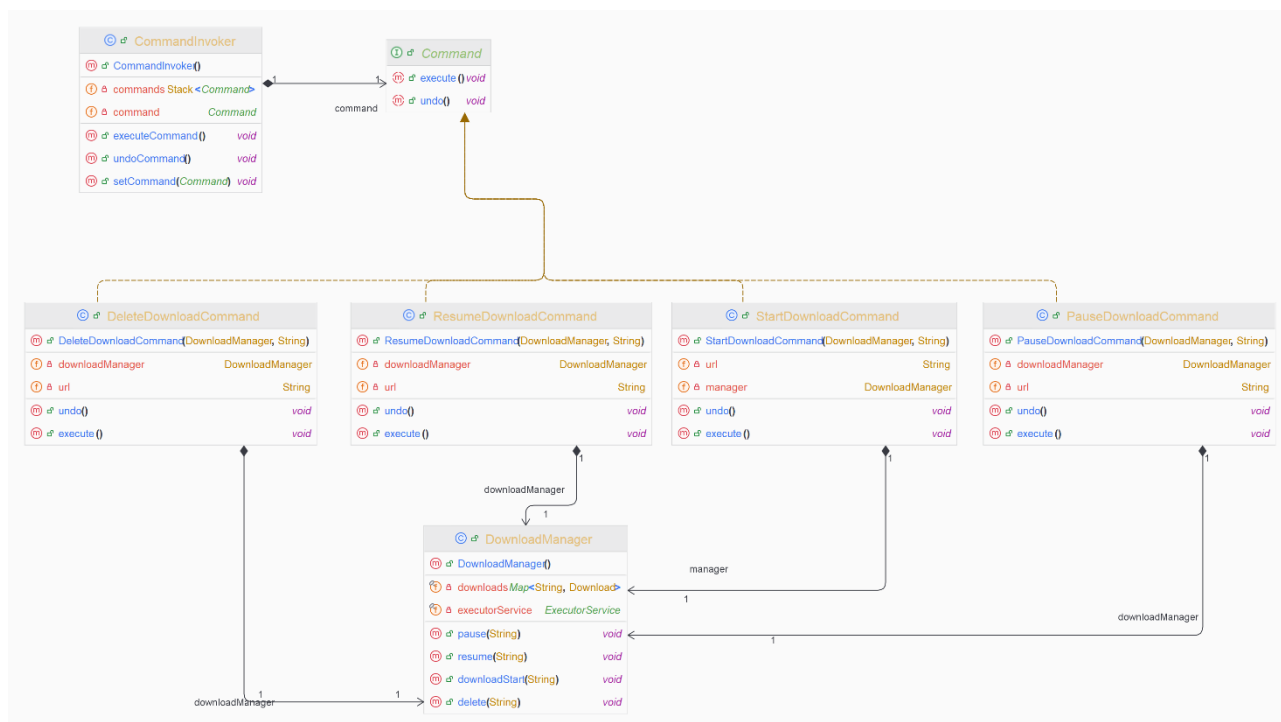 CommandInvoker
CommandInvoker()
commands Stack<Command>
command Command
executeCommand() void
undoCommand() void
setCommand(Command) void
1
1
command
Command
execute() void
undo() void
DeleteDownloadCommand
DeleteDownloadCommand(DownloadManager, String)
downloadManager DownloadManager
url String
undo() void
execute() void
ResumeDownloadCommand
ResumeDownloadCommand(DownloadManager, String)
downloadManager DownloadManager
url String
undo() void
execute() void
StartDownloadCommand
StartDownloadCommand(DownloadManager, String)
url String
manager DownloadManager
undo() void
execute() void
PauseDownloadCommand
PauseDownloadCommand(DownloadManager, String)
downloadManager DownloadManager
url String
undo() void
execute() void
1
1
1
downloadManager
1
DownloadManager
DownloadManager()
downloads Map<String, Download>
executorService ExecutorService
pause(String) void
resume(String) void
downloadStart(String) void
delete(String) void
manager
1
downloadManager
1
1
1
downloadManager